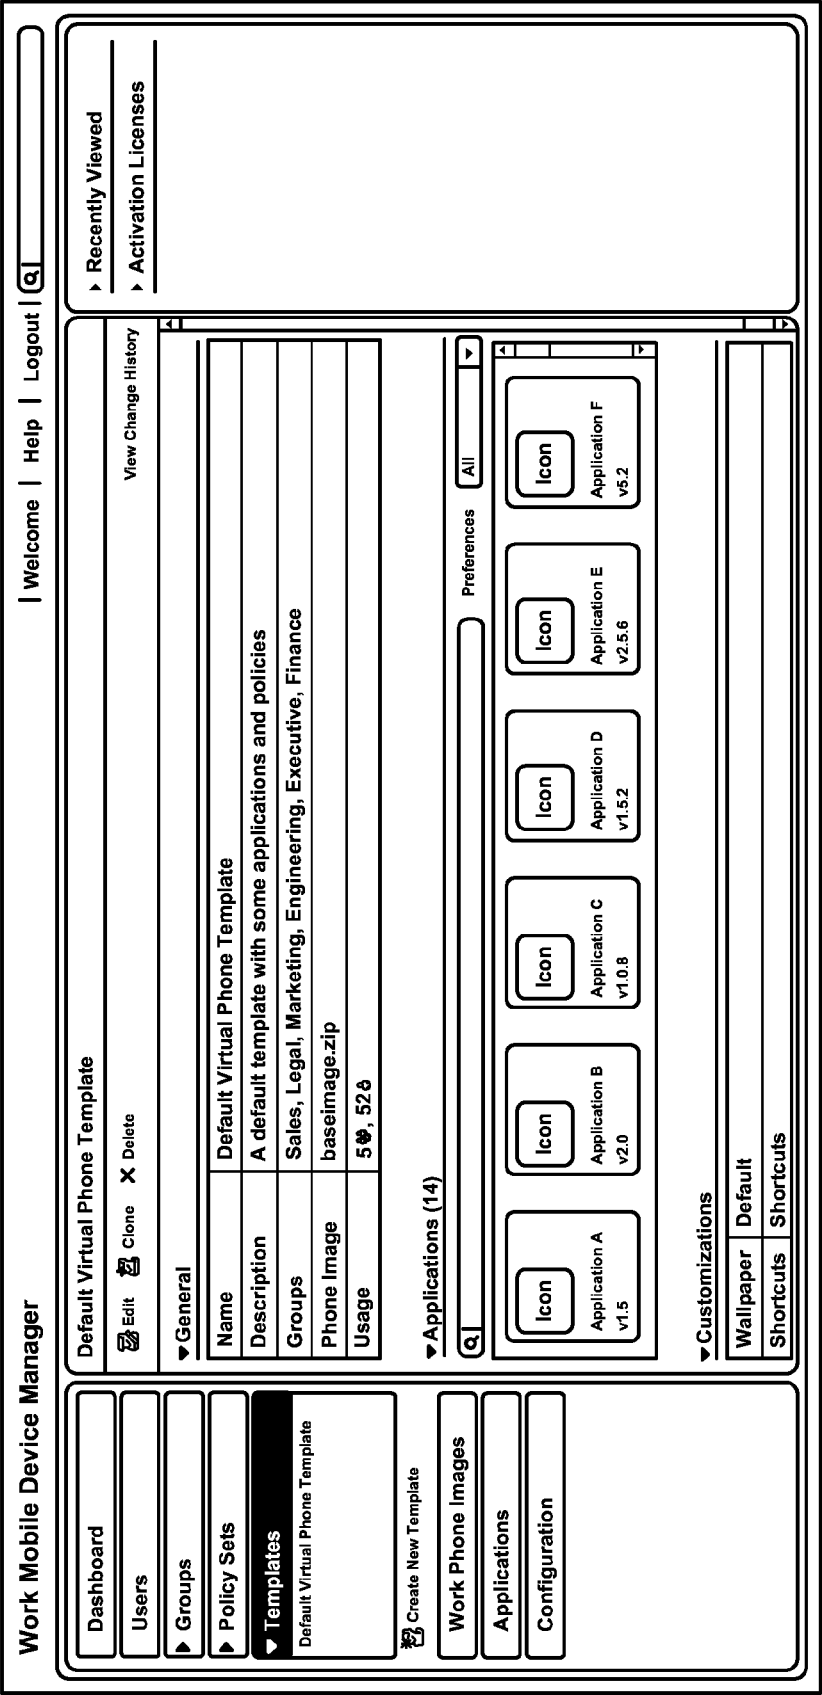 Work Mobile Device Manager
| Welcome | Help | Logout |
Dashboard
Users
Groups
Policy Sets
Templates
Default Virtual Phone Template
Create New Template
Work Phone Images
Applications
Configuration
Default Virtual Phone Template
Edit Clone Delete View Change History
General
Name Default Virtual Phone Template
Description A default template with some applications and policies
Groups Sales, Legal, Marketing, Engineering, Executive, Finance
Phone Image baseimage.zip
Usage 5, 52
Applications (14)
Preferences All
Icon Icon Icon Icon Icon Icon
Application A Application B Application C Application D Application E Application F
v1.5 v2.0 v1.0.8 v1.5.2 v2.5.6 v5.2
Customizations
Wallpaper Default
Shortcuts Shortcuts
Recently Viewed
Activation Licenses